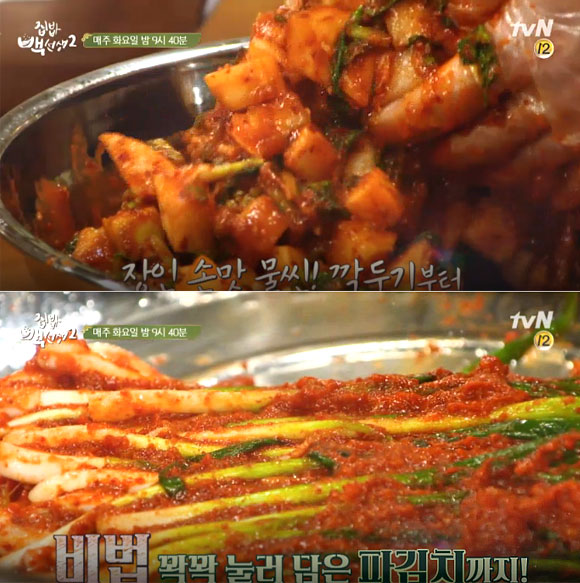 집밥
백선생2
매주 화요일 밤 9시 40분
tvN
12
장인 손맛 물씬! 깍두기부터
집밥
백선생2
매주 화요일 밤 9시 40분
tvN
12
비법 꽉꽉 눌러 담은 파김치까지!